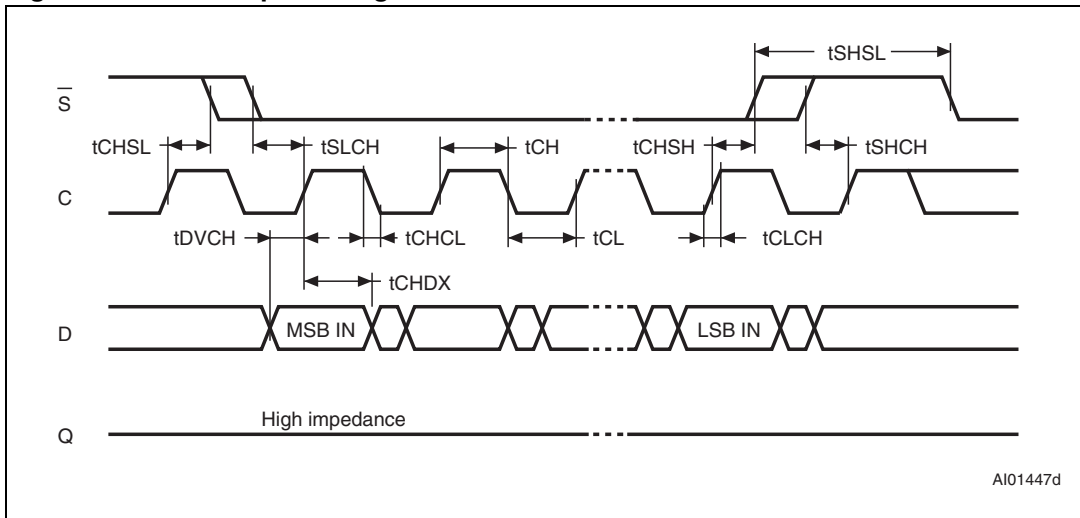 tSHSL
S
tCHSL
tSLCH
tCH
tCHSH
tSHCH
C
tDVCH
tCHCL
tCL
tCLCH
tCHDX
D
MSB IN
LSB IN
High impedance
Q
AI01447d